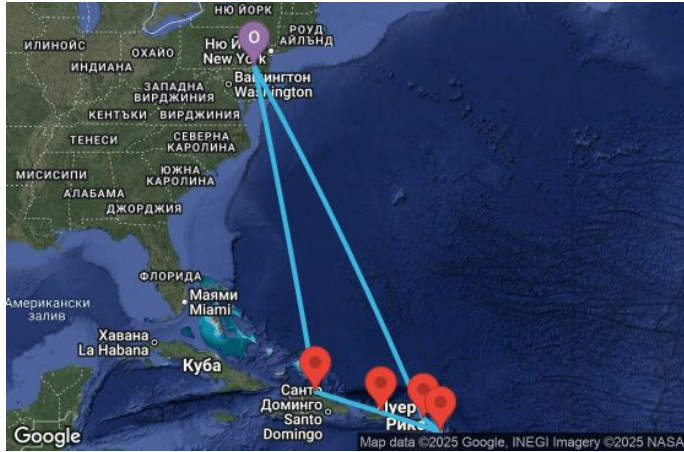 НЮ ЙОРК
РОУД
АЙЛЪНД
ИЛИНОЙС
ОХАЙО
O
Ню Й
New York
ИНДИАНА
Вашингтон
Washington
ЗАПАДНА
ВИРДЖИНИЯ
КЕНТЪКИ
ВИРДЖИНИЯ
ТЕНЕСИ
СЕВЕРНА
КАРОЛИНА
МИСИСИПИ
ЮЖНА
КАРОЛИНА
АЛАБАМА
ДЖОРДЖИЯ
ФЛОРИДА
Маями
Miami
Американски
залив
Хавана
La Habana
Куба
Санто
Доминго
Santo
Domingo
Пуер
Рико
Google
Map data ©2025 Google, INEGI Imagery ©2025 NASA